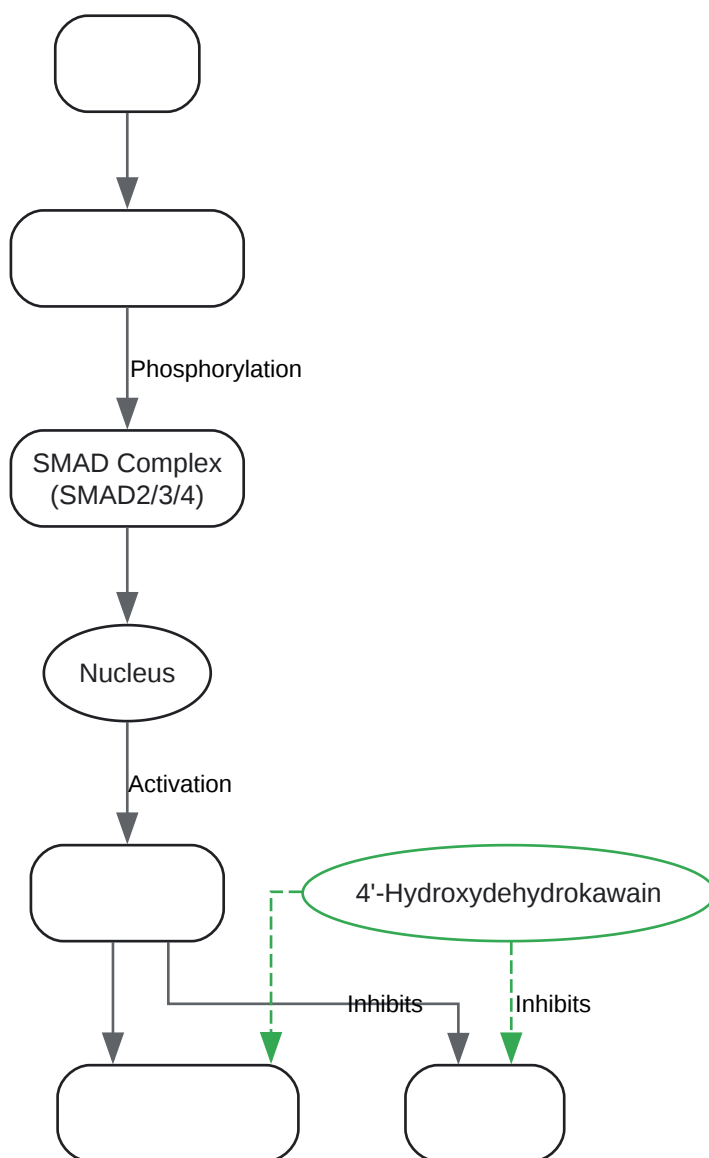 Phosphorylation
SMAD Complex
(SMAD2/3/4)
Nucleus
Activation
4'-Hydroxydehydrokawain
Inhibits
Inhibits